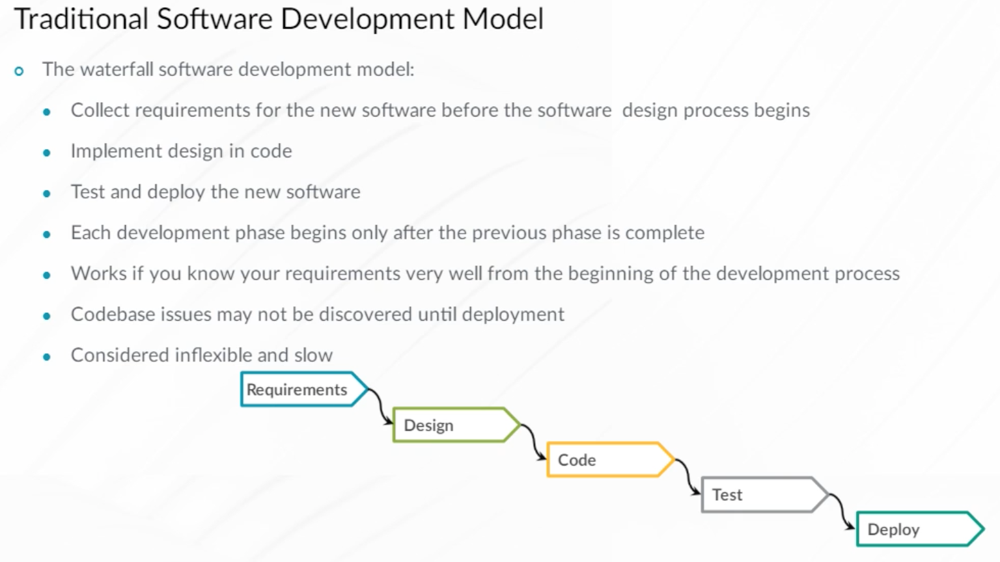 Traditional Software Development Model
The waterfall software development model:
Collect requirements for the new software before the software design process begins
Implement design in code
Test and deploy the new software
Each development phase begins only after the previous phase is complete
Works if you know your requirements very well from the beginning of the development process
Codebase issues may not be discovered until deployment
Considered inflexible and slow
Requirements
Design
Code
Test
Deploy